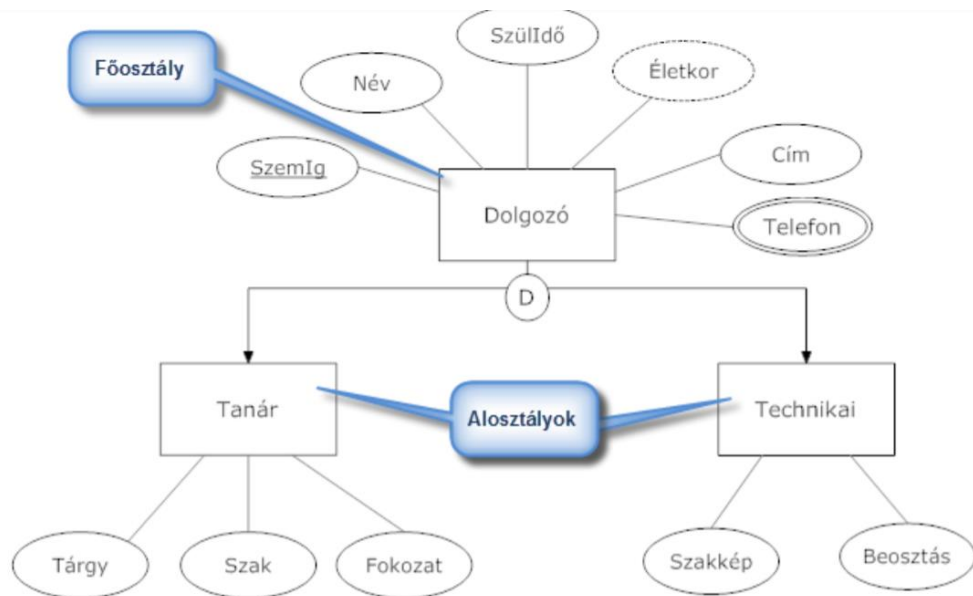 SzülIdő
Főosztály
Név
Életkor
SzemIg
Cím
Dolgozó
Telefon
D
Tanár
Alosztályok
Technikai
Tárgy
Szak
Fokozat
Szakkép
Beosztás